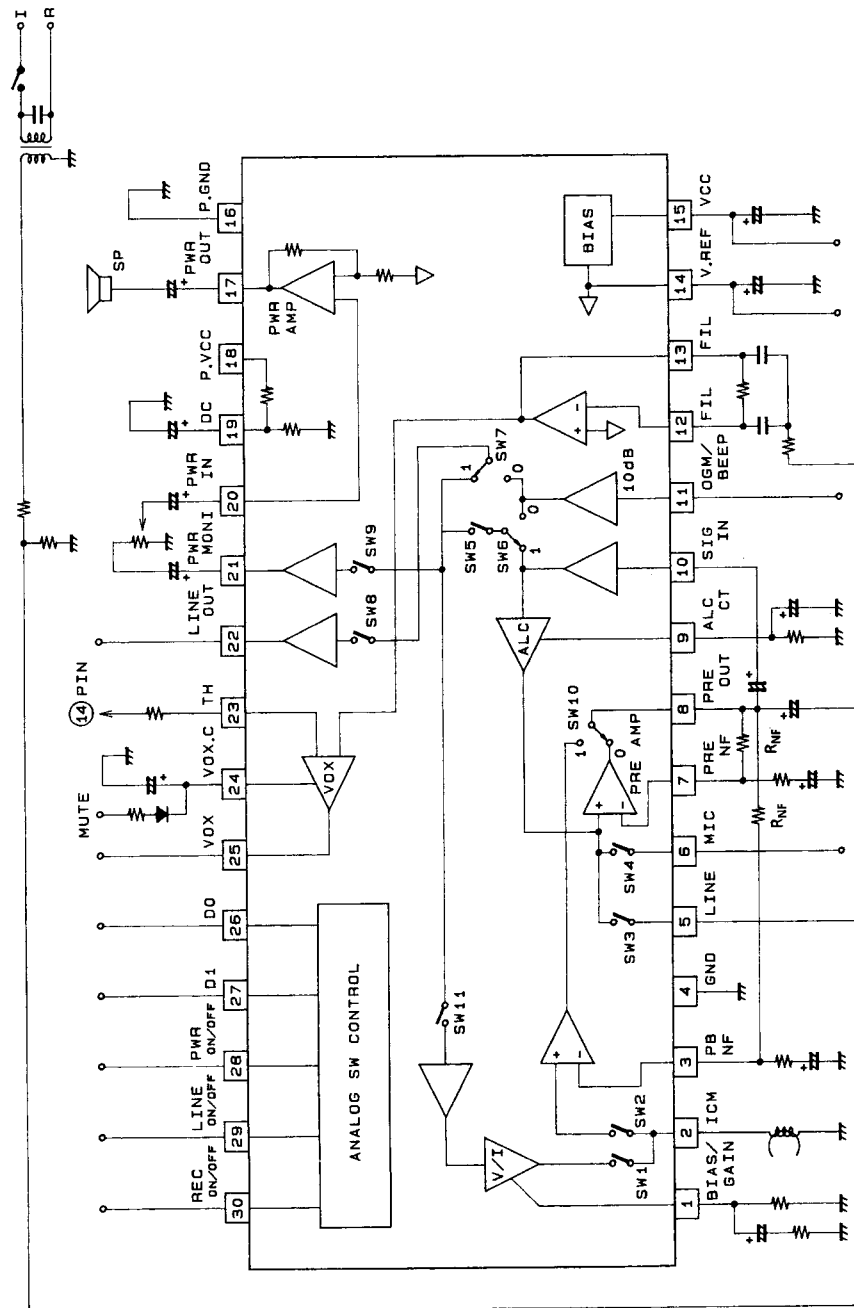 T
R
SP
14 PIN
MUTE
REC ON/OFF
LINE ON/OFF
PWR ON/OFF
D1
D0
VOX
VOX.C
TH
LINE OUT
PWR MONI
PWR IN
DC
P.VCC
PWR OUT
P.GND
30
29
28
27
26
25
24
23
22
21
20
19
18
17
16
ANALOG SW CONTROL
VOX
SW8
SW9
PWR AMP
SW11
SW5
SW6
SW7
1
0
0
1
V/I
ALC
10dB
+
-
BIAS
SW10
1
0
PRE AMP
+
-
+
-
SW1
SW2
SW3
SW4
1
2
3
4
5
6
7
8
9
10
11
12
13
14
15
BIAS/ GAIN
ICM
PB NF
GND
LINE
MIC
PRE NF
PRE OUT
ALC CT
SIG IN
OGM/ BEEP
FIL
FIL
V.REF
VCC
RNF
RNF